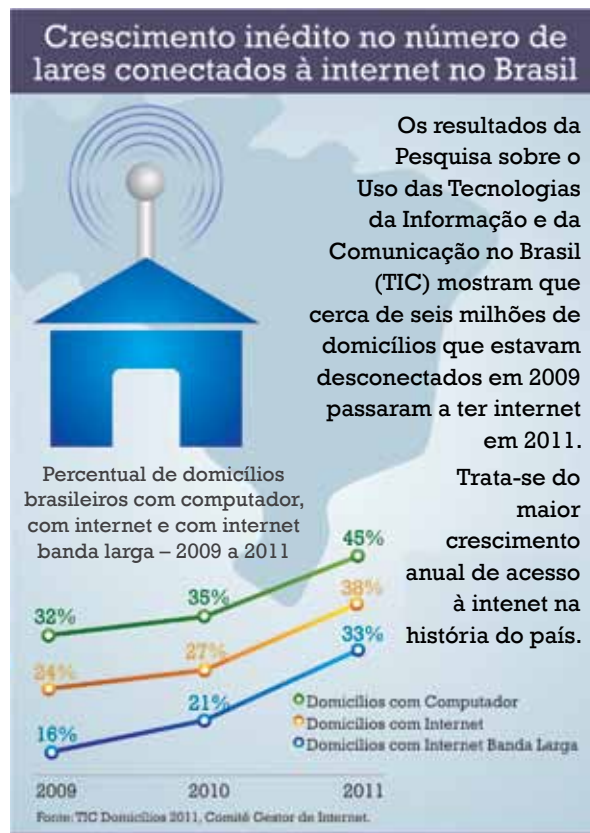 Crescimento inédito no número de
lares conectados à internet no Brasil
Os resultados da
Pesquisa sobre o
Uso das Tecnologias
da Informação e da
Comunicação no Brasil
(TIC) mostram que
cerca de seis milhões de
domicílios que estavam
desconectados em 2009
passaram a ter internet
em 2011.
Trata-se do
maior
crescimento
anual de acesso
à intenet na
história do país.
Percentual de domicílios
brasileiros com computador,
com internet e com internet
banda larga – 2009 a 2011
32% 35% 45%
24% 27% 38%
16% 21% 33%
Domicílios com Computador
Domicílios com Internet
Domicílios com Internet Banda Larga
2009 2010 2011
Fonte: TIC Domicílios 2011, Comitê Gestor de Internet.